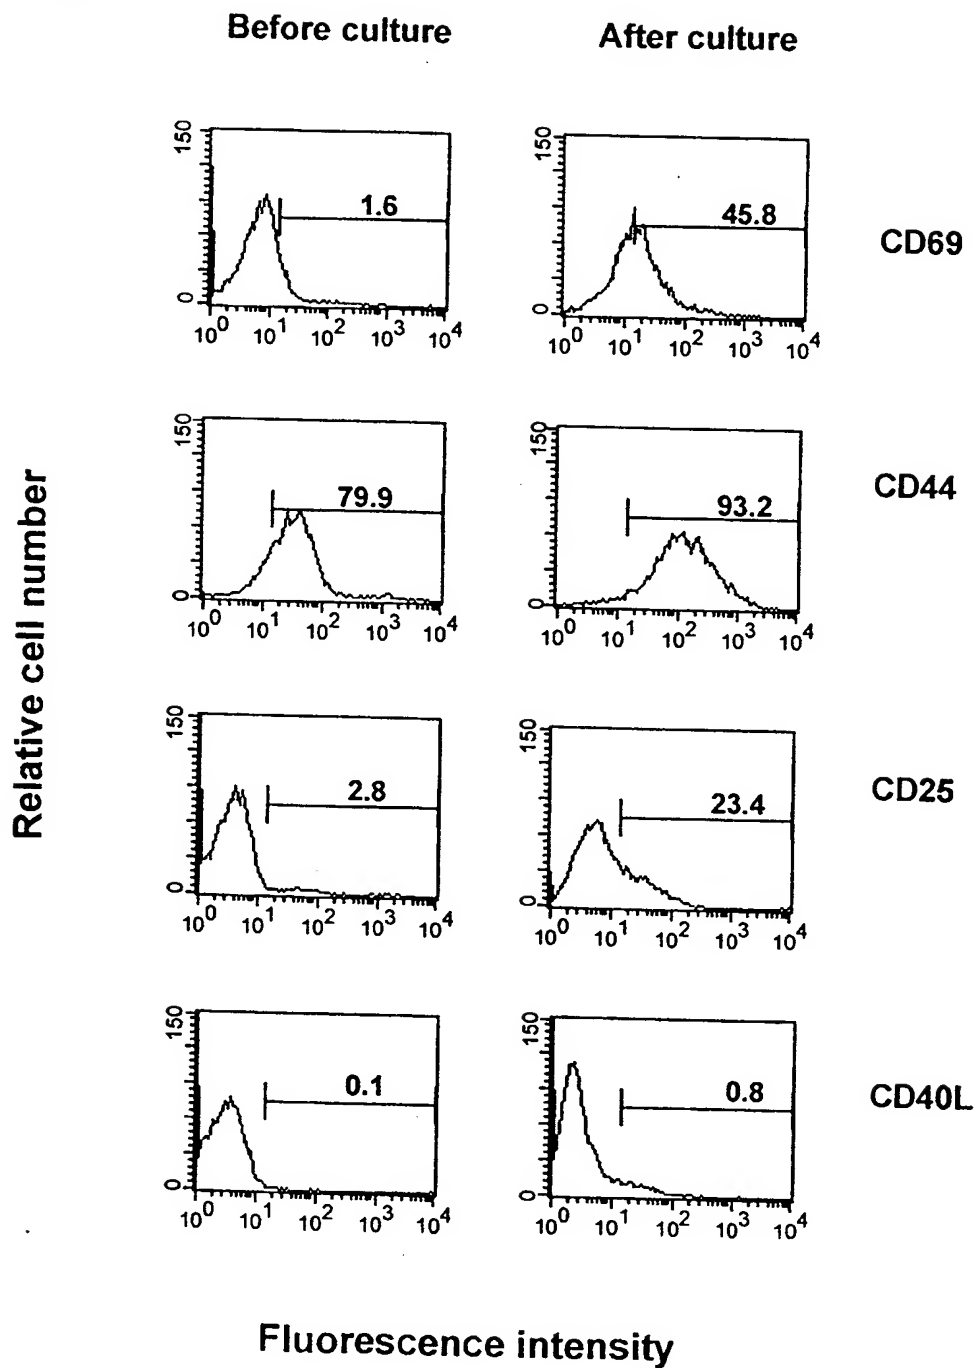 Before culture After culture
150 150
1.6 45.8
CD69
0 0
10^0 10^1 10^2 10^3 10^4 10^0 10^1 10^2 10^3 10^4
150 150
79.9 93.2
CD44
0 0
10^0 10^1 10^2 10^3 10^4 10^0 10^1 10^2 10^3 10^4
Relative cell number
150 150
2.8 23.4
CD25
0 0
10^0 10^1 10^2 10^3 10^4 10^0 10^1 10^2 10^3 10^4
150 150
0.1 0.8
CD40L
0 0
10^0 10^1 10^2 10^3 10^4 10^0 10^1 10^2 10^3 10^4
Fluorescence intensity